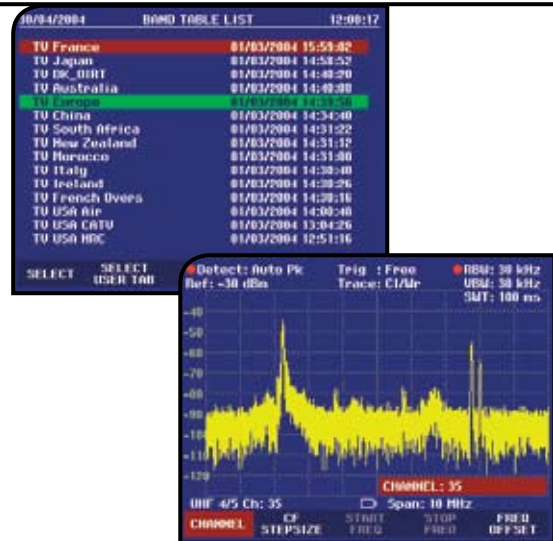 30/04/2004 BAND TABLE LIST 12:00:17
TV France 01/03/2004 15:59:02
TV Japan 01/03/2004 14:58:52
TV DK_OIRT 01/03/2004 14:40:20
TV Australia 01/03/2004 14:40:00
TV Europe 01/03/2004
TV China 01/03/2004 14:34:40
TV South Africa 01/03/2004 14:31:22
TV New Zealand 01/03/2004 14:31:12
TV Morocco 01/03/2004 14:31:00
TV Italy 01/03/2004 14:30:40
TV Ireland 01/03/2004 14:30:26
TV French Overs 01/03/2004 14:30:16
TV USA Air 01/03/2004 14:00:40
TV USA CATV 01/03/2004 13:04:26
TV USA HRC 01/03/2004 12:51:16
SELECT SELECT USER TAB
Detect: Auto Pk Trig : Free RBW: 30 kHz
Ref: -30 dBm Trace: Cl/Wr VBW: 30 kHz
SWT: 100 ms
-40
-50
-60
-70
-80
-90
-100
-110
-120
CHANNEL: 35
UHF 4/5 Ch: 35 Span: 10 MHz
CHANNEL CF STEPSIZE START FREQ STOP FREQ FREQ OFFSET